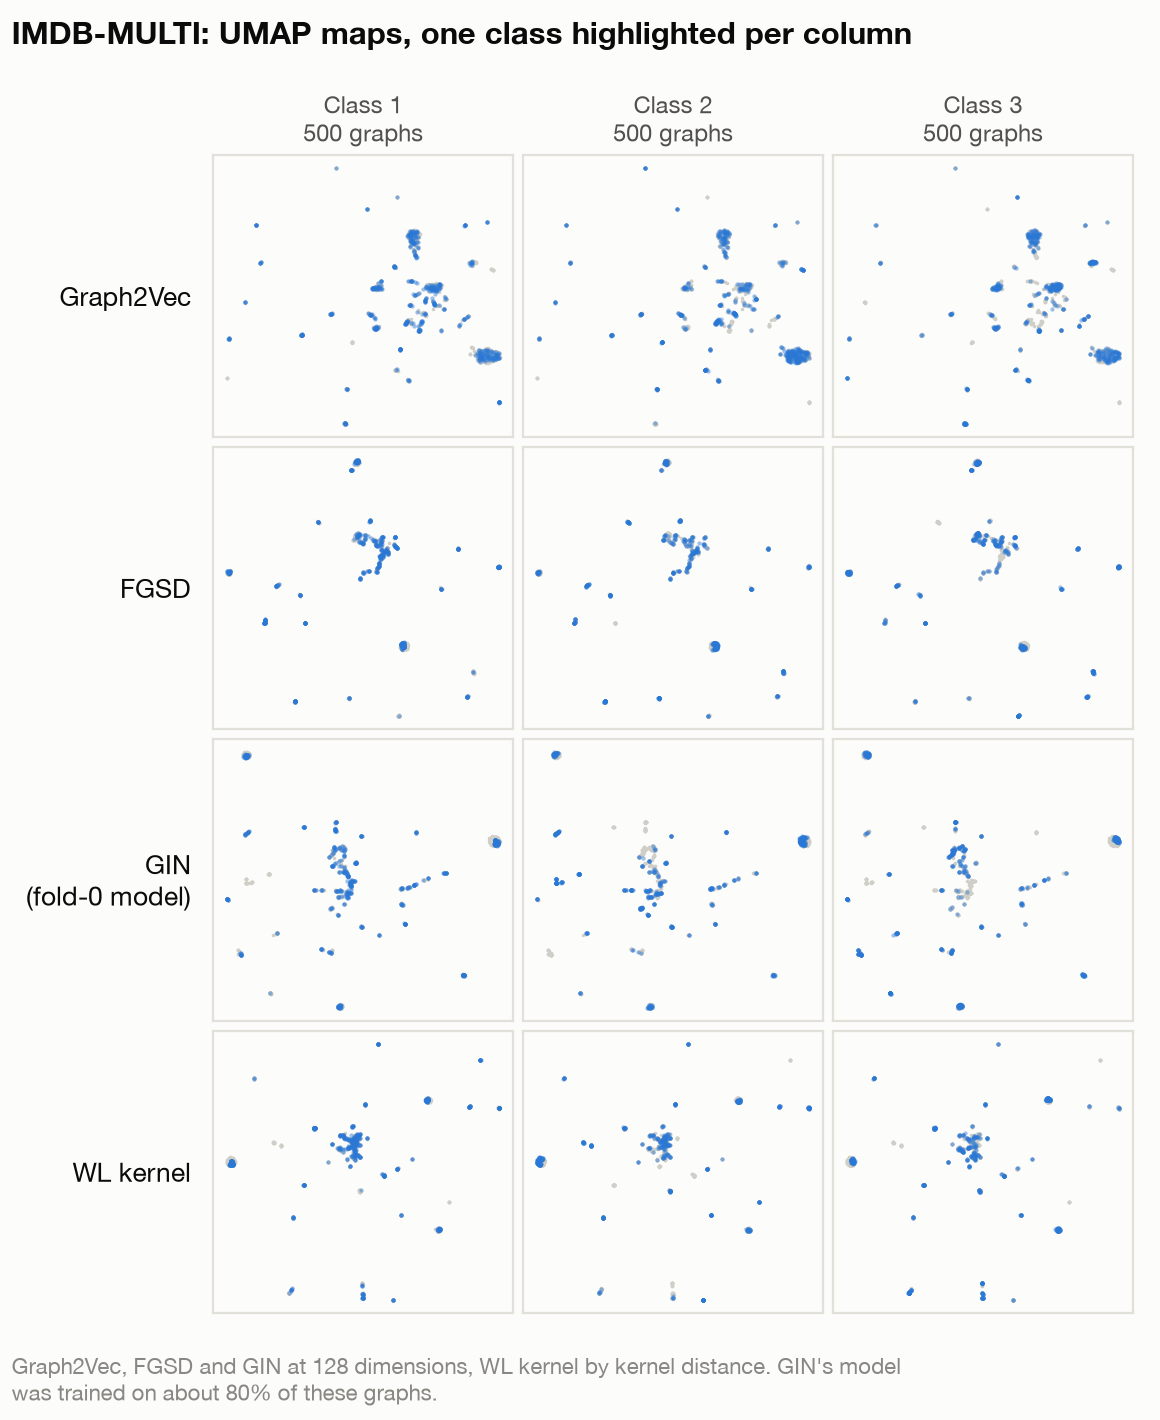 IMDB-MULTI: UMAP maps, one class highlighted per column
Class 1
500 graphs
Class 2
500 graphs
Class 3
500 graphs
Graph2Vec
FGSD
GIN
(fold-0 model)
WL kernel
Graph2Vec, FGSD and GIN at 128 dimensions, WL kernel by kernel distance. GIN's model
was trained on about 80% of these graphs.